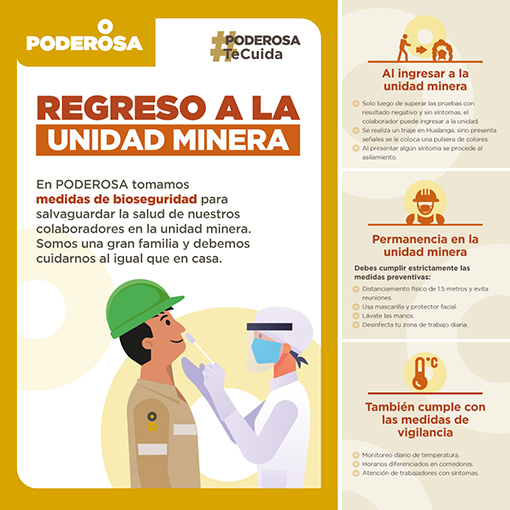 PODEROSA
#PODEROSA
TeCuida
REGRESO A LA
UNIDAD MINERA
En PODEROSA tomamos
medidas de bioseguridad para
salvaguardar la salud de nuestros
colaboradores en la unidad minera.
Somos una gran familia y debemos
cuidarnos al igual que en casa.
Al ingresar a la
unidad minera
Solo luego de superar las pruebas con
resultado negativo y sin síntomas, el
colaborador puede ingresar a la unidad.
Se realiza un triaje en Hualanga, sino presenta
señales se le coloca una pulsera de colores.
Al presentar algún síntoma se procede al
asilamiento.
Permanencia en la
unidad minera
Debes cumplir estrictamente las
medidas preventivas:
Distanciamiento físico de 1.5 metros y evita
reuniones.
Usa mascarilla y protector facial.
Lávate las manos.
Desinfecta tu zona de trabajo diaria.
°C
También cumple con
las medidas de
vigilancia
Monitoreo diario de temperatura.
Horarios diferenciados en comedores.
Atención de trabajadores con síntomas.